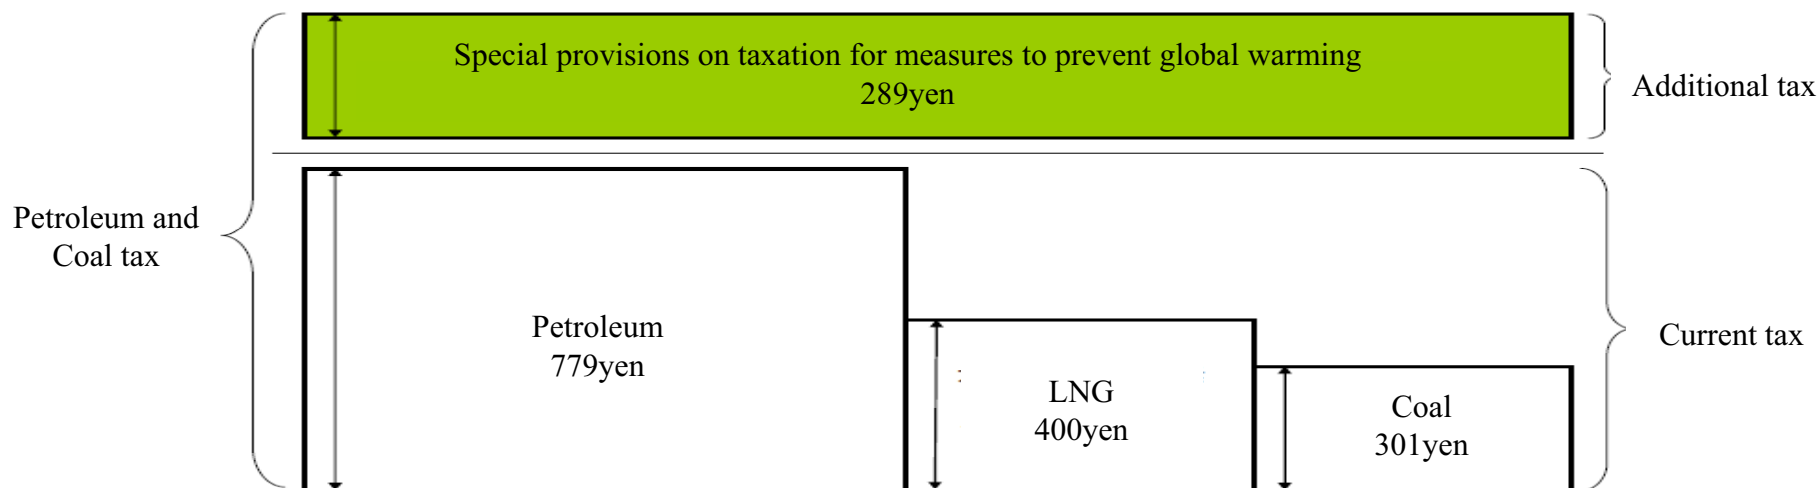 Special provisions on taxation for measures to prevent global warming
289yen
Additional tax
Petroleum and
Coal tax
Petroleum
779yen
LNG
400yen
Coal
301yen
Current tax